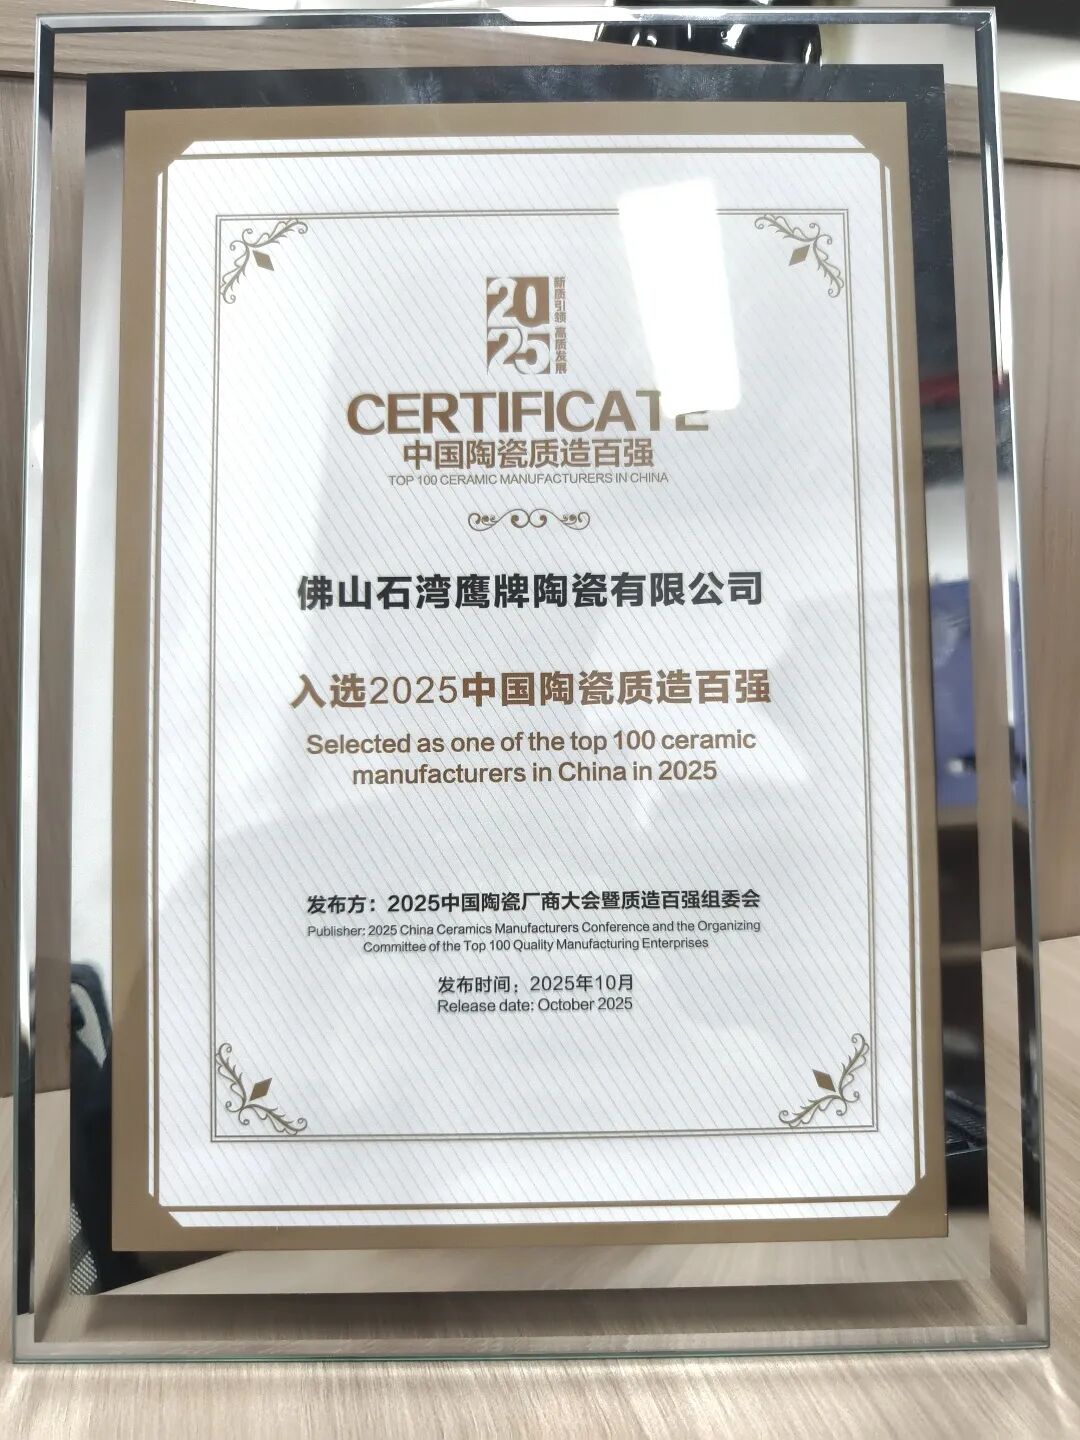 2025
新质引领 高质发展
CERTIFICATE
中国陶瓷质造百强
TOP 100 CERAMIC MANUFACTURERS IN CHINA
佛山石湾鹰牌陶瓷有限公司
入选2025中国陶瓷质造百强
Selected as one of the top 100 ceramic
manufacturers in China in 2025
发布方：2025中国陶瓷厂商大会暨质造百强组委会
Publisher: 2025 China Ceramics Manufacturers Conference and the Organizing
Committee of the Top 100 Quality Manufacturing Enterprises
发布时间：2025年10月
Release date: October 2025